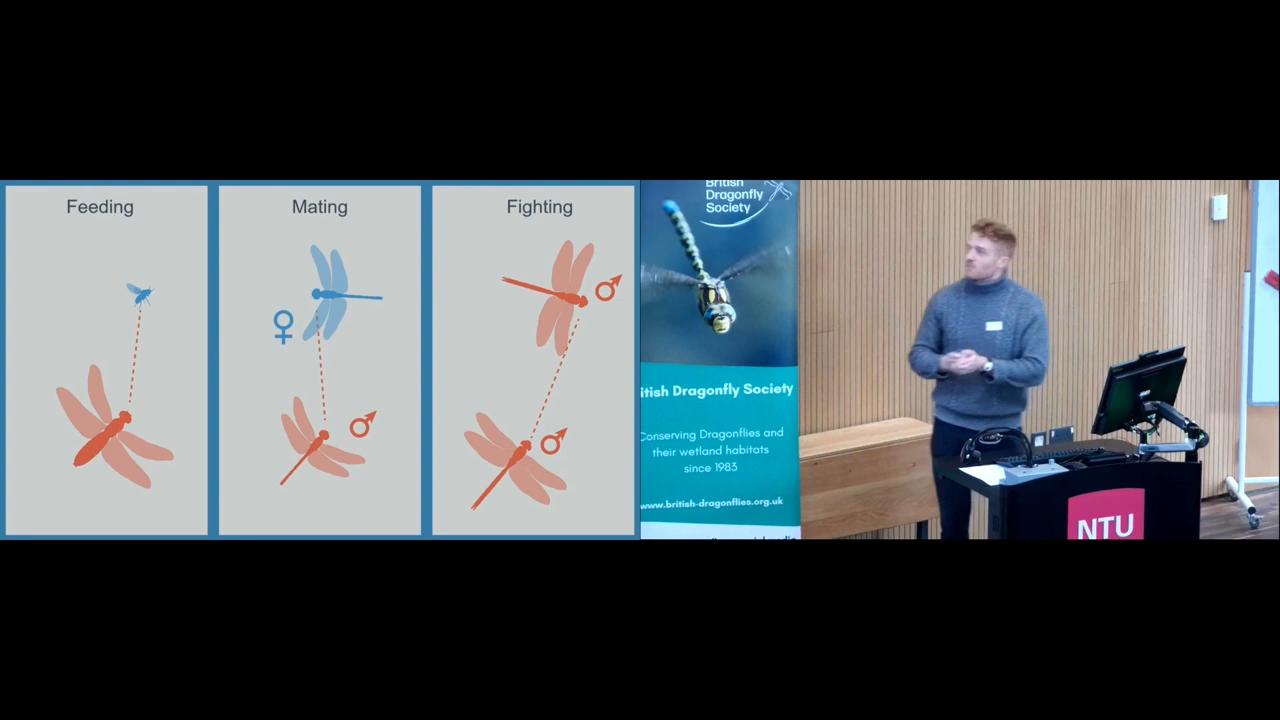 Feeding
Mating
Fighting
British
Dragonfly
Society
itish Dragonfly Society
Conserving Dragonflies and
their wetland habitats
since 1983
www.british-dragonflies.org.uk
NTU